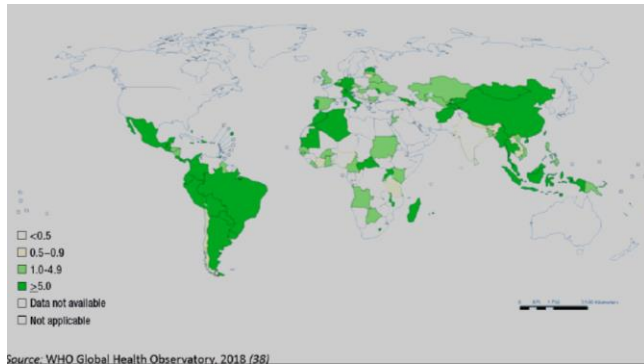 <0.5
0.5–0.9
1.0-4.9
≥5.0
Data not available
Not applicable
Source: WHO Global Health Observatory, 2018 (38)